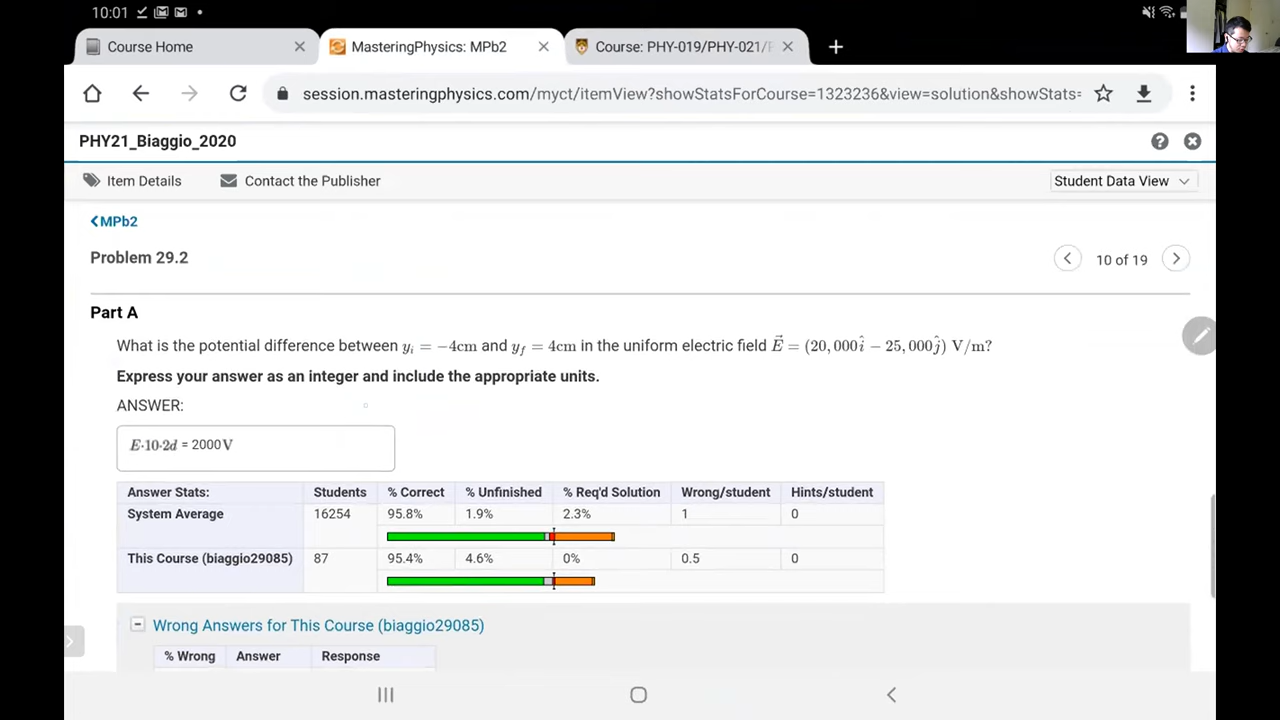 10:01
Course Home
MasteringPhysics: MPb2
Course: PHY-019/PHY-021/P
session.masteringphysics.com/myct/itemView?showStatsForCourse=1323236&view=solution&showStats=
PHY21_Biaggio_2020
Item Details
Contact the Publisher
Student Data View
MPb2
Problem 29.2
10 of 19
Part A
What is the potential difference between y_i = −4cm and y_f = 4cm in the uniform electric field E⃗ = (20,000î − 25,000ĵ) V/m?
Express your answer as an integer and include the appropriate units.
ANSWER:
E·10·2d = 2000 V
Answer Stats: Students % Correct % Unfinished % Req'd Solution Wrong/student Hints/student
System Average 16254 95.8% 1.9% 2.3% 1 0
This Course (biaggio29085) 87 95.4% 4.6% 0% 0.5 0
Wrong Answers for This Course (biaggio29085)
% Wrong Answer Response